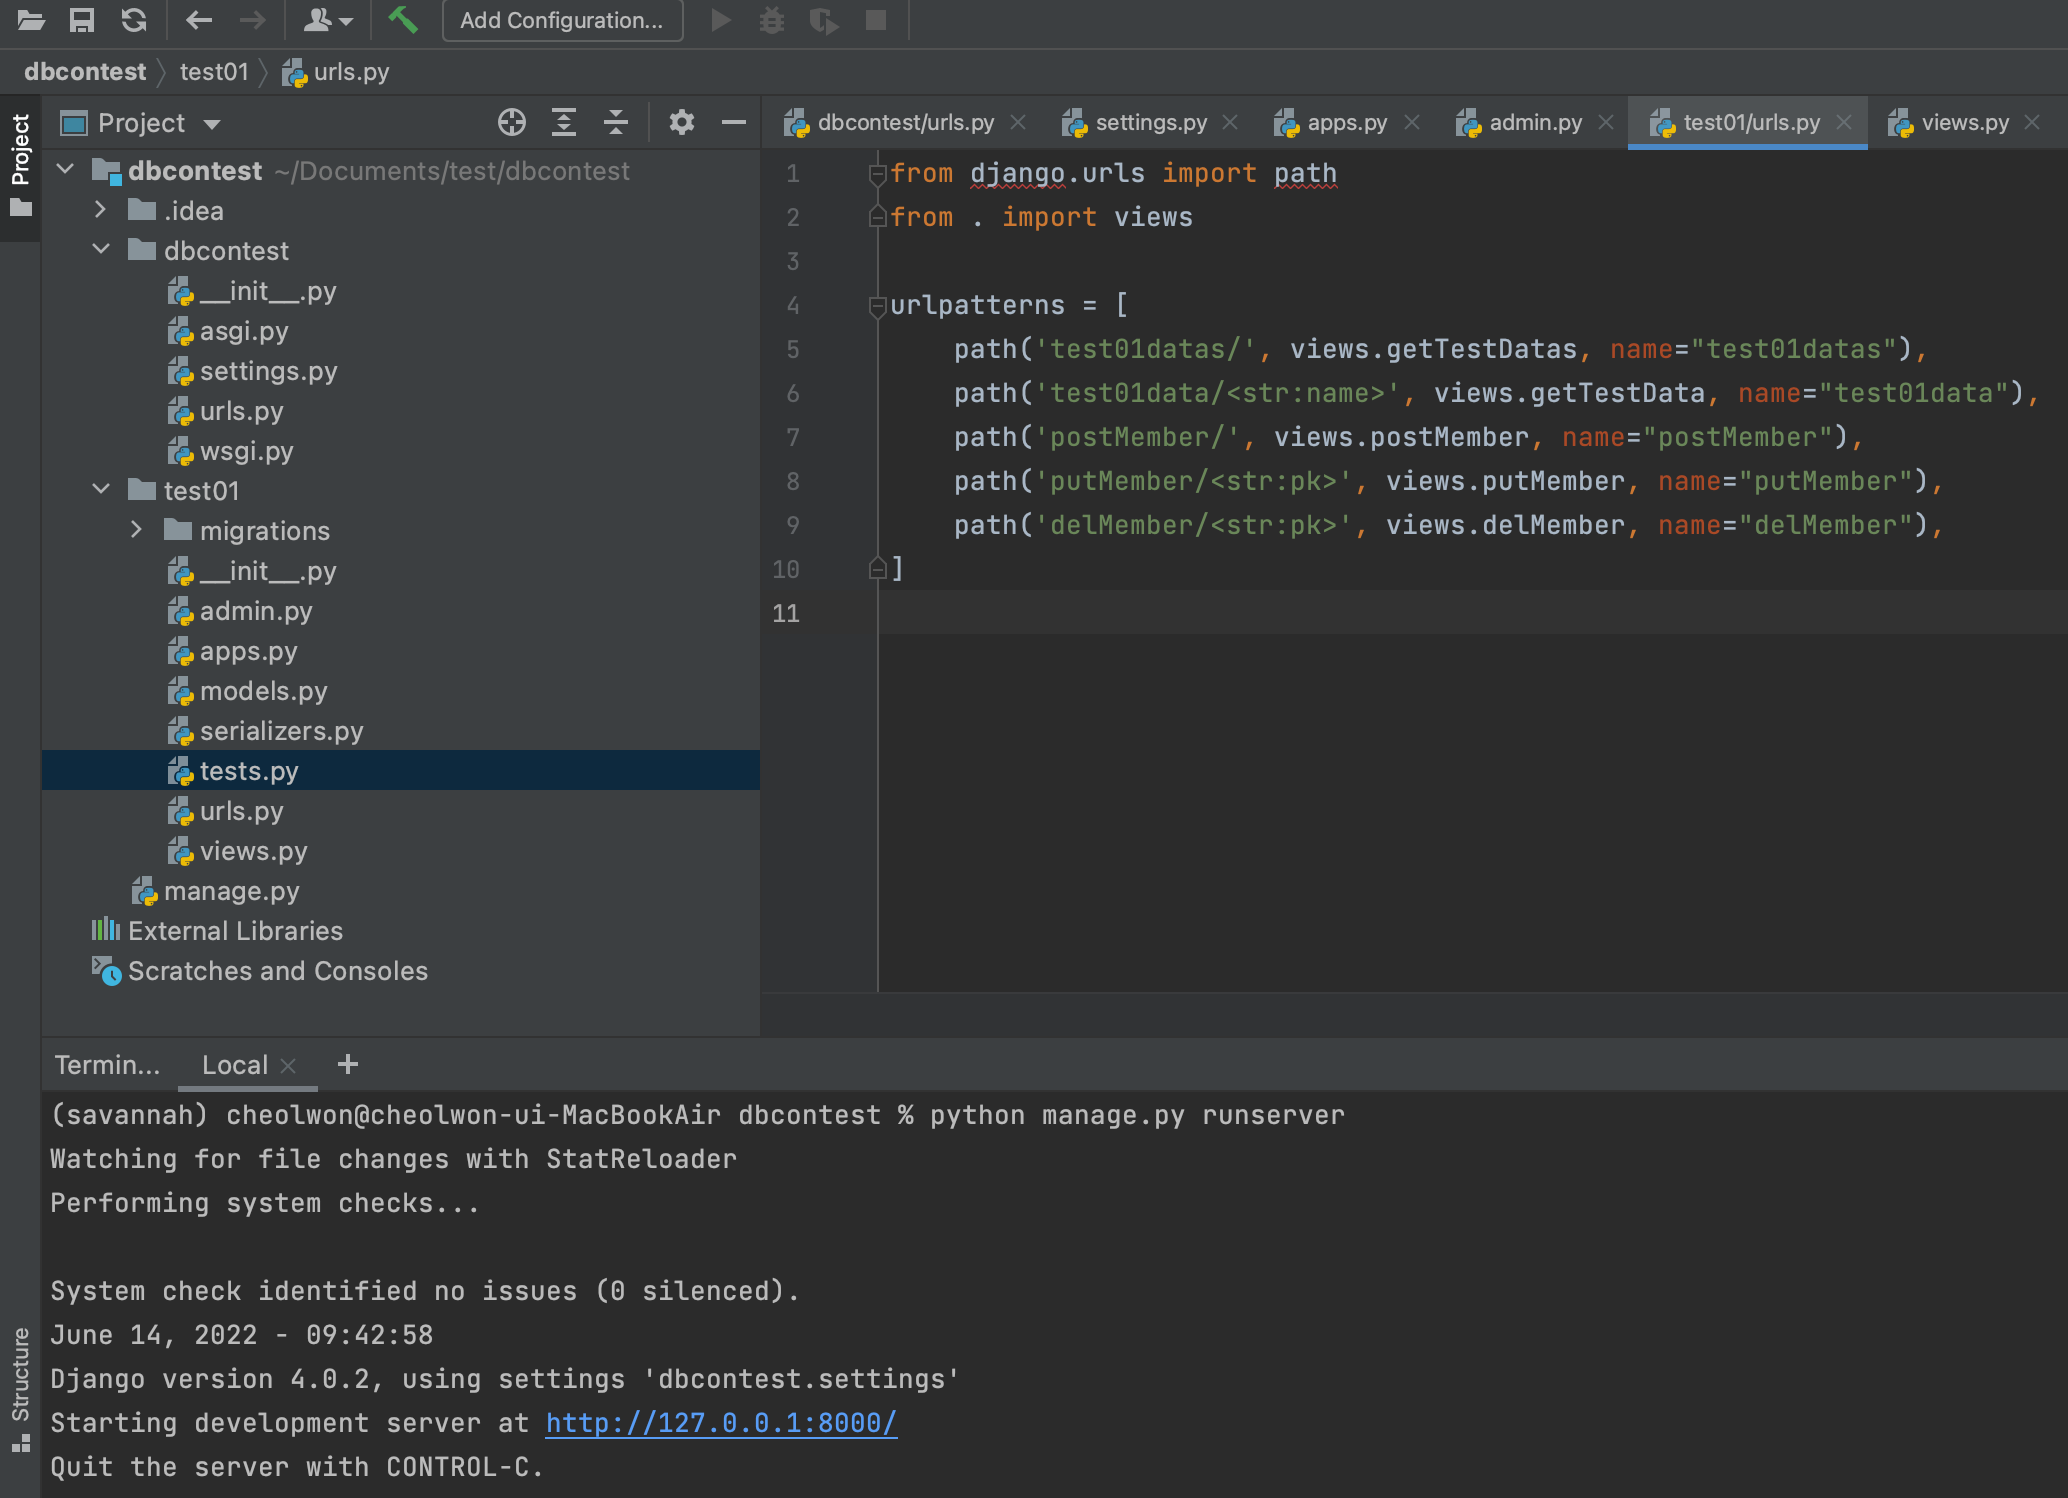 Add Configuration...
dbcontest test01 urls.py
Project
Project
dbcontest ~/Documents/test/dbcontest
.idea
dbcontest
__init__.py
asgi.py
settings.py
urls.py
wsgi.py
test01
migrations
__init__.py
admin.py
apps.py
models.py
serializers.py
tests.py
urls.py
views.py
manage.py
External Libraries
Scratches and Consoles
dbcontest/urls.py settings.py apps.py admin.py test01/urls.py views.py
1 from django.urls import path
2 from . import views
3
4 urlpatterns = [
5     path('test01datas/', views.getTestDatas, name="test01datas"),
6     path('test01data/<str:name>', views.getTestData, name="test01data"),
7     path('postMember/', views.postMember, name="postMember"),
8     path('putMember/<str:pk>', views.putMember, name="putMember"),
9     path('delMember/<str:pk>', views.delMember, name="delMember"),
10 ]
11
Termin... Local +
(savannah) cheolwon@cheolwon-ui-MacBookAir dbcontest % python manage.py runserver
Watching for file changes with StatReloader
Performing system checks...
System check identified no issues (0 silenced).
June 14, 2022 - 09:42:58
Django version 4.0.2, using settings 'dbcontest.settings'
Starting development server at http://127.0.0.1:8000/
Quit the server with CONTROL-C.
Structure